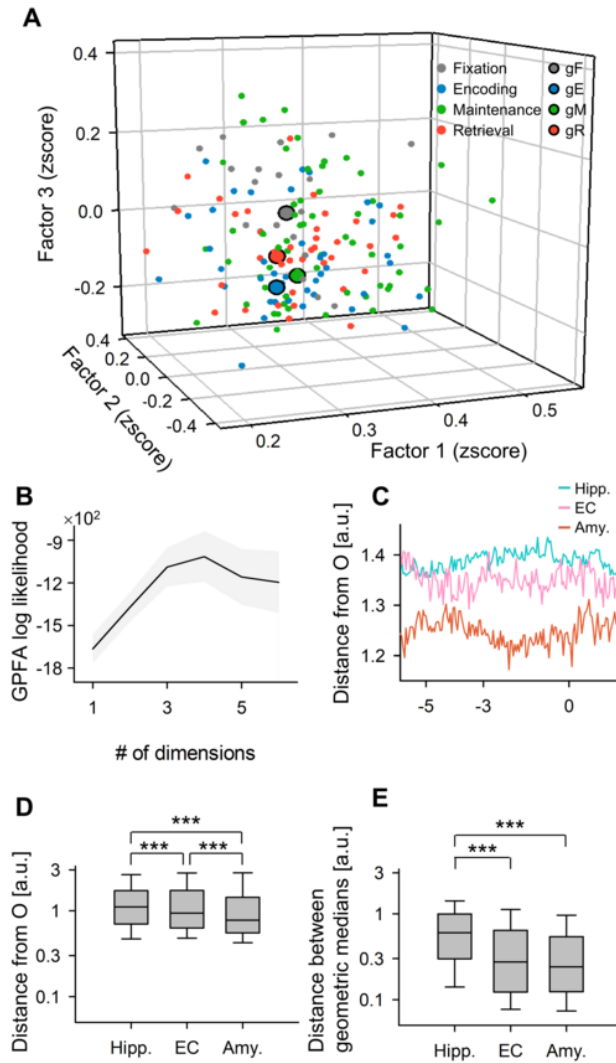 A
Factor 3 (zscore)
0.4
0.2
0.0
-0.2
0.4
0.2
0.0
-0.2
-0.4
Factor 2 (zscore)
0.2
0.3
0.4
0.5
Factor 1 (zscore)
Fixation
Encoding
Maintenance
Retrieval
gF
gE
gM
gR
B
×10²
GPFA log likelihood
-9
-12
-15
-18
1
3
5
# of dimensions
C
Hipp.
EC
Amy.
Distance from O [a.u.]
1.4
1.3
1.2
-5
-3
0
D
Distance from O [a.u.]
***
*** ***
3
1
0.3
0.1
Hipp. EC Amy.
E
Distance between
geometric medians [a.u.]
***
***
3
1
0.3
0.1
Hipp. EC Amy.